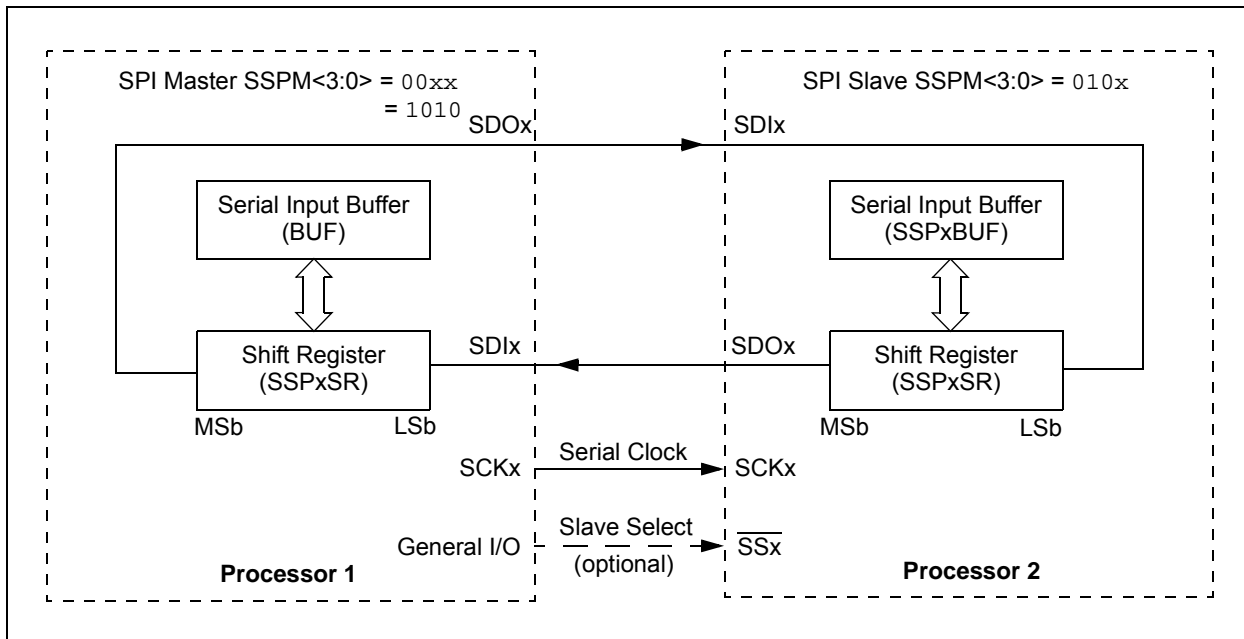 SPI Master SSPM<3:0> = 00xx
= 1010
SPI Slave SSPM<3:0> = 010x
SDOx
SDIx
Serial Input Buffer
(BUF)
Serial Input Buffer
(SSPxBUF)
Shift Register
(SSPxSR)
SDIx
SDOx
Shift Register
(SSPxSR)
MSb
LSb
MSb
LSb
SCKx
Serial Clock
SCKx
General I/O
Slave Select
(optional)
SSx
Processor 1
Processor 2